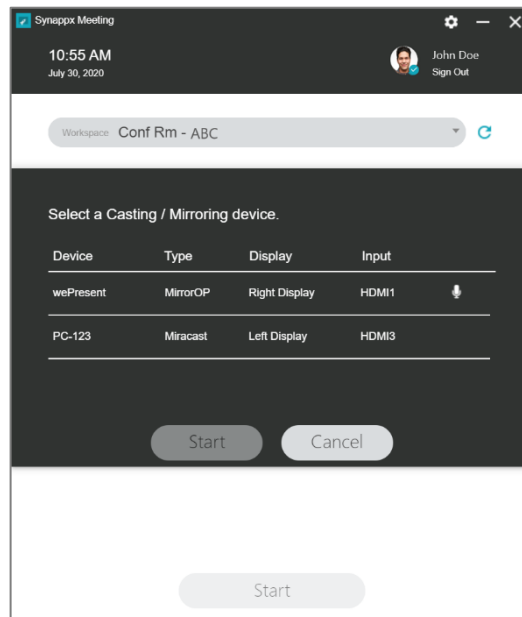 Synappx Meeting
10:55 AM
July 30, 2020
John Doe
Sign Out
Workspace Conf Rm - ABC
Select a Casting / Mirroring device.
Device Type Display Input
wePresent MirrorOP Right Display HDMI1
PC-123 Miracast Left Display HDMI3
Start Cancel
Start